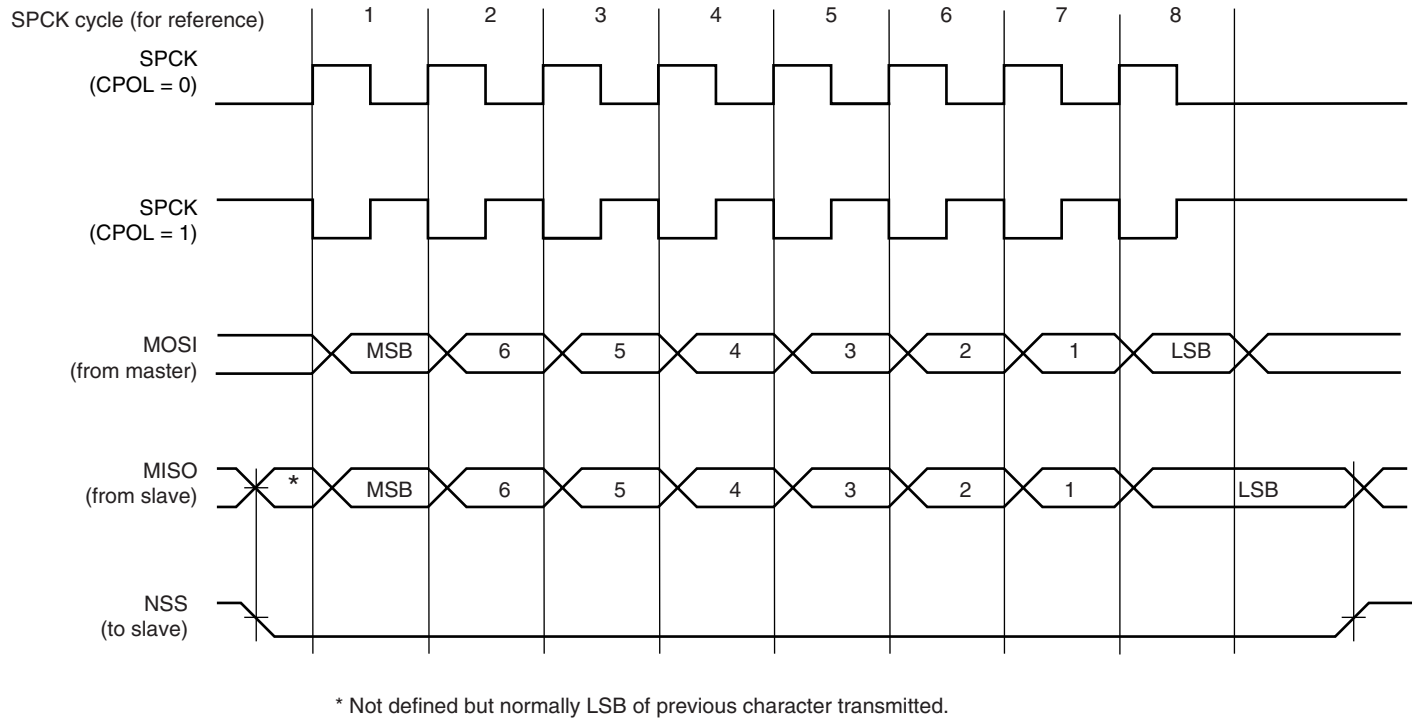 SPCK cycle (for reference)
1 2 3 4 5 6 7 8
SPCK
(CPOL = 0)
SPCK
(CPOL = 1)
MOSI
(from master)
MSB 6 5 4 3 2 1 LSB
MISO
(from slave)
* MSB 6 5 4 3 2 1 LSB
NSS
(to slave)
* Not defined but normally LSB of previous character transmitted.